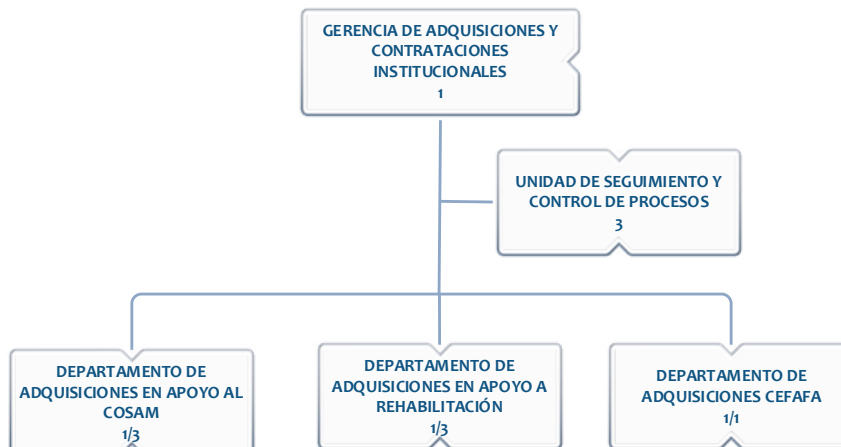 GERENCIA DE ADQUISICIONES Y
CONTRATACIONES
INSTITUCIONALES
1
UNIDAD DE SEGUIMIENTO Y
CONTROL DE PROCESOS
3
DEPARTAMENTO DE
ADQUISICIONES EN APOYO AL
COSAM
1/3
DEPARTAMENTO DE
ADQUISICIONES EN APOYO A
REHABILITACIÓN
1/3
DEPARTAMENTO DE
ADQUISICIONES CEFAFA
1/1